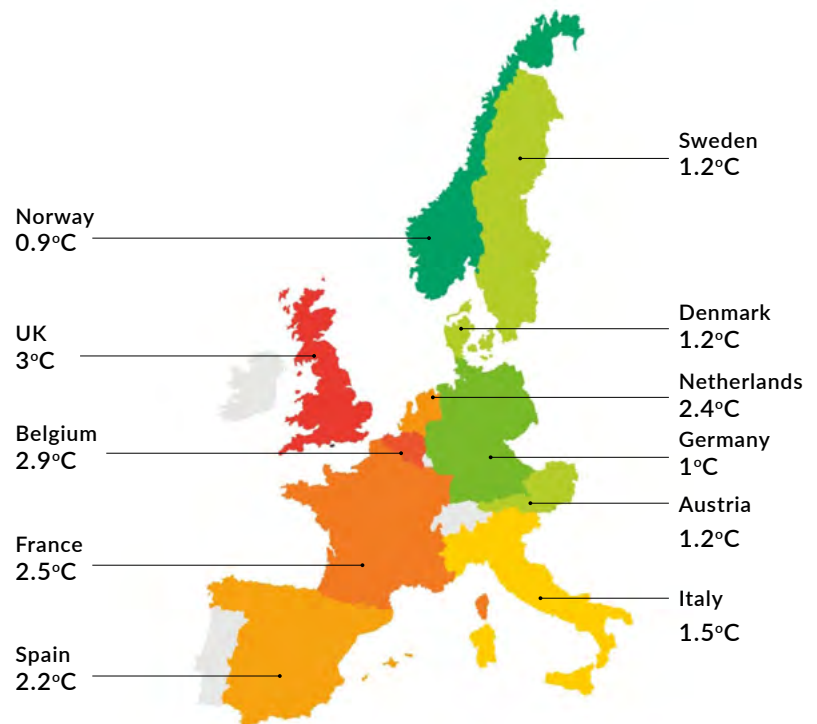 Sweden
1.2°C
Norway
0.9°C
Denmark
1.2°C
UK
3°C
Netherlands
2.4°C
Belgium
2.9°C
Germany
1°C
Austria
1.2°C
France
2.5°C
Italy
1.5°C
Spain
2.2°C